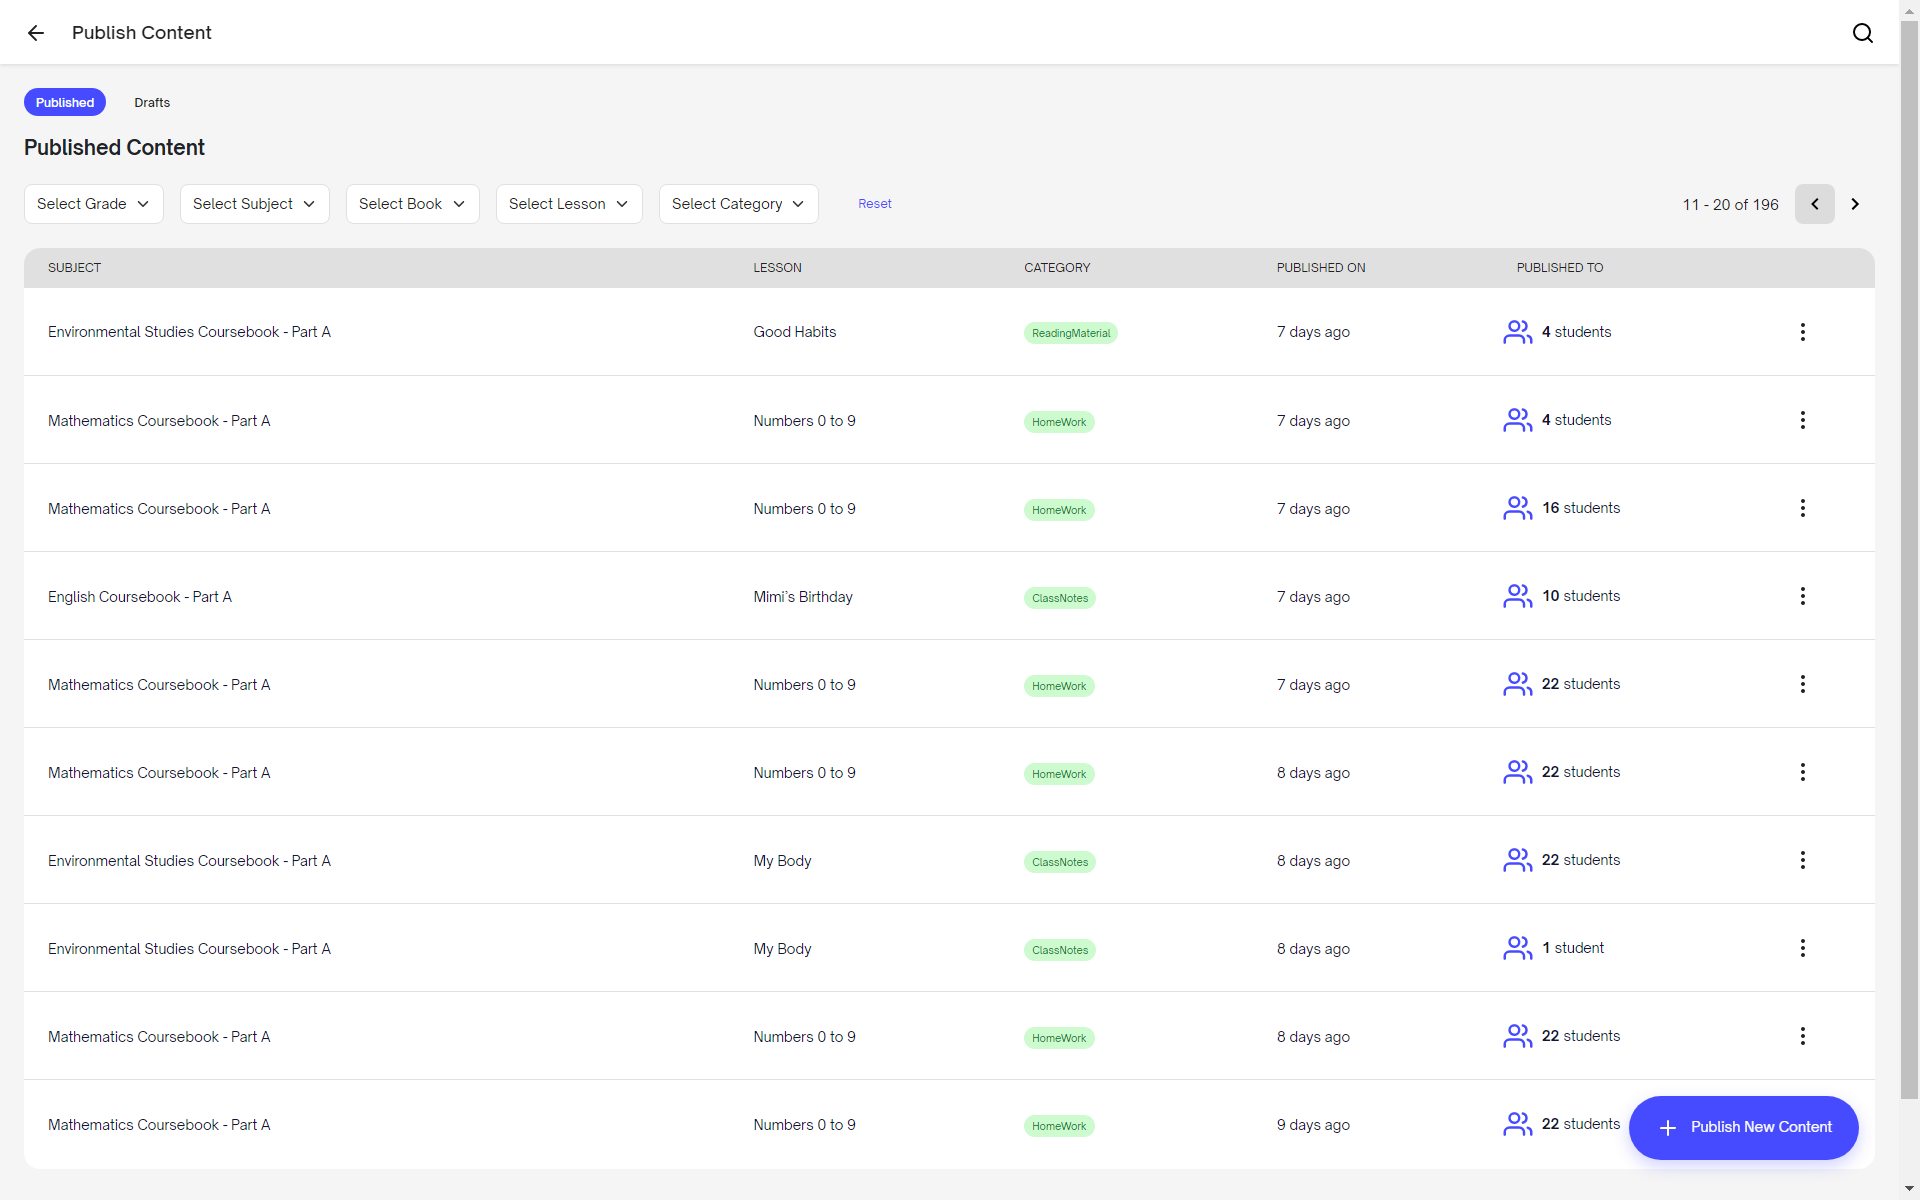 Publish Content
Published Drafts
Published Content
Select Grade Select Subject Select Book Select Lesson Select Category Reset 11 - 20 of 196
SUBJECT LESSON CATEGORY PUBLISHED ON PUBLISHED TO
Environmental Studies Coursebook - Part A Good Habits ReadingMaterial 7 days ago 4 students
Mathematics Coursebook - Part A Numbers 0 to 9 HomeWork 7 days ago 4 students
Mathematics Coursebook - Part A Numbers 0 to 9 HomeWork 7 days ago 16 students
English Coursebook - Part A Mimi’s Birthday ClassNotes 7 days ago 10 students
Mathematics Coursebook - Part A Numbers 0 to 9 HomeWork 7 days ago 22 students
Mathematics Coursebook - Part A Numbers 0 to 9 HomeWork 8 days ago 22 students
Environmental Studies Coursebook - Part A My Body ClassNotes 8 days ago 22 students
Environmental Studies Coursebook - Part A My Body ClassNotes 8 days ago 1 student
Mathematics Coursebook - Part A Numbers 0 to 9 HomeWork 8 days ago 22 students
Mathematics Coursebook - Part A Numbers 0 to 9 HomeWork 9 days ago 22 students
Publish New Content